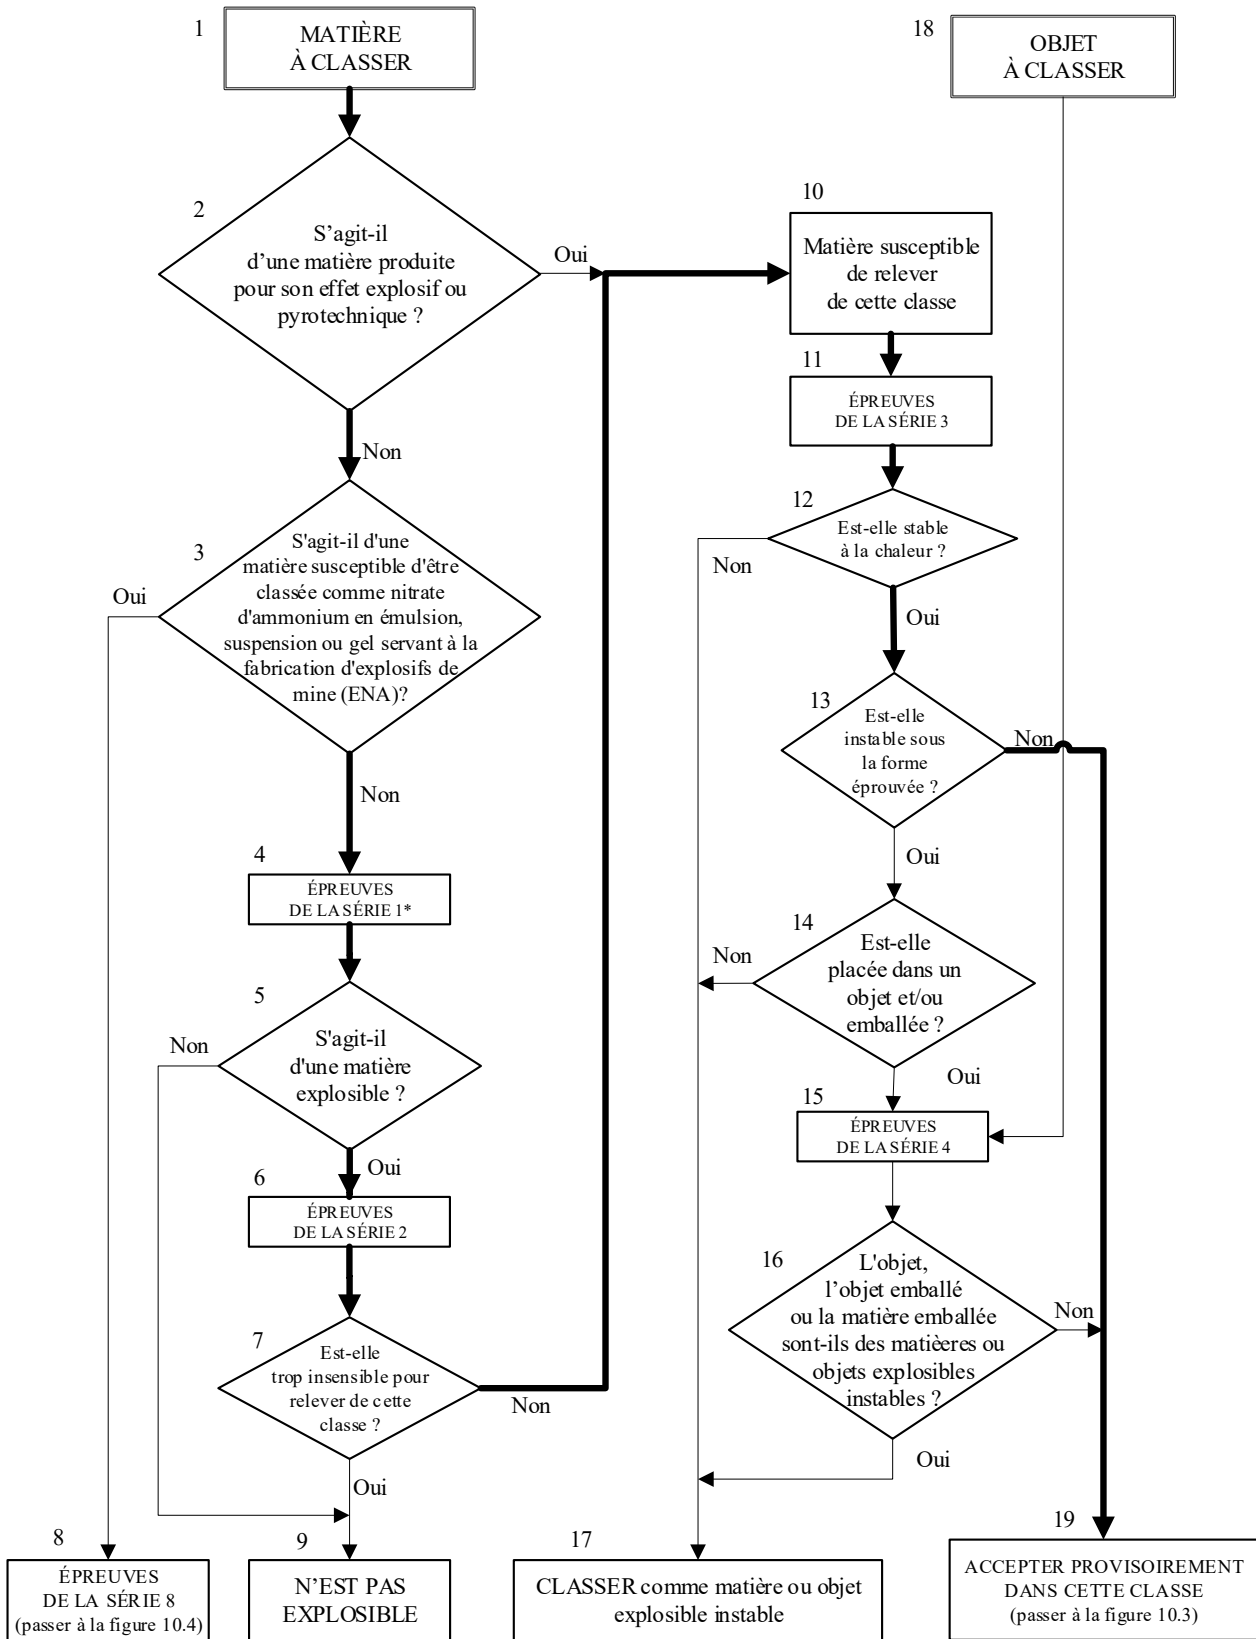 1
MATIÈRE
À CLASSER
2
S’agit-il
d’une matière produite
pour son effet explosif ou
pyrotechnique ?
Oui
Non
3
S'agit-il d'une
matière susceptible d'être
classée comme nitrate
d'ammonium en émulsion,
suspension ou gel servant à la
fabrication d'explosifs de
mine (ENA)?
Oui
Non
4
ÉPREUVES
DE LA SÉRIE 1*
5
S'agit-il
d'une matière
explosible ?
Non
Oui
6
ÉPREUVES
DE LA SÉRIE 2
7
Est-elle
trop insensible pour
relever de cette
classe ?
Non
Oui
8
ÉPREUVES
DE LA SÉRIE 8
(passer à la figure 10.4)
9
N’EST PAS
EXPLOSIBLE
10
Matière susceptible
de relever
de cette classe
11
ÉPREUVES
DE LA SÉRIE 3
12
Est-elle stable
à la chaleur ?
Non
Oui
13
Est-elle
instable sous
la forme
éprouvée ?
Non
Oui
14
Est-elle
placée dans un
objet et/ou
emballée ?
Non
Oui
15
ÉPREUVES
DE LA SÉRIE 4
16
L'objet,
l’objet emballé
ou la matière emballée
sont-ils des matièeres ou
objets explosibles
instables ?
Non
Oui
17
CLASSER comme matière ou objet
explosible instable
18
OBJET
À CLASSER
19
ACCEPTER PROVISOIREMENT
DANS CETTE CLASSE
(passer à la figure 10.3)